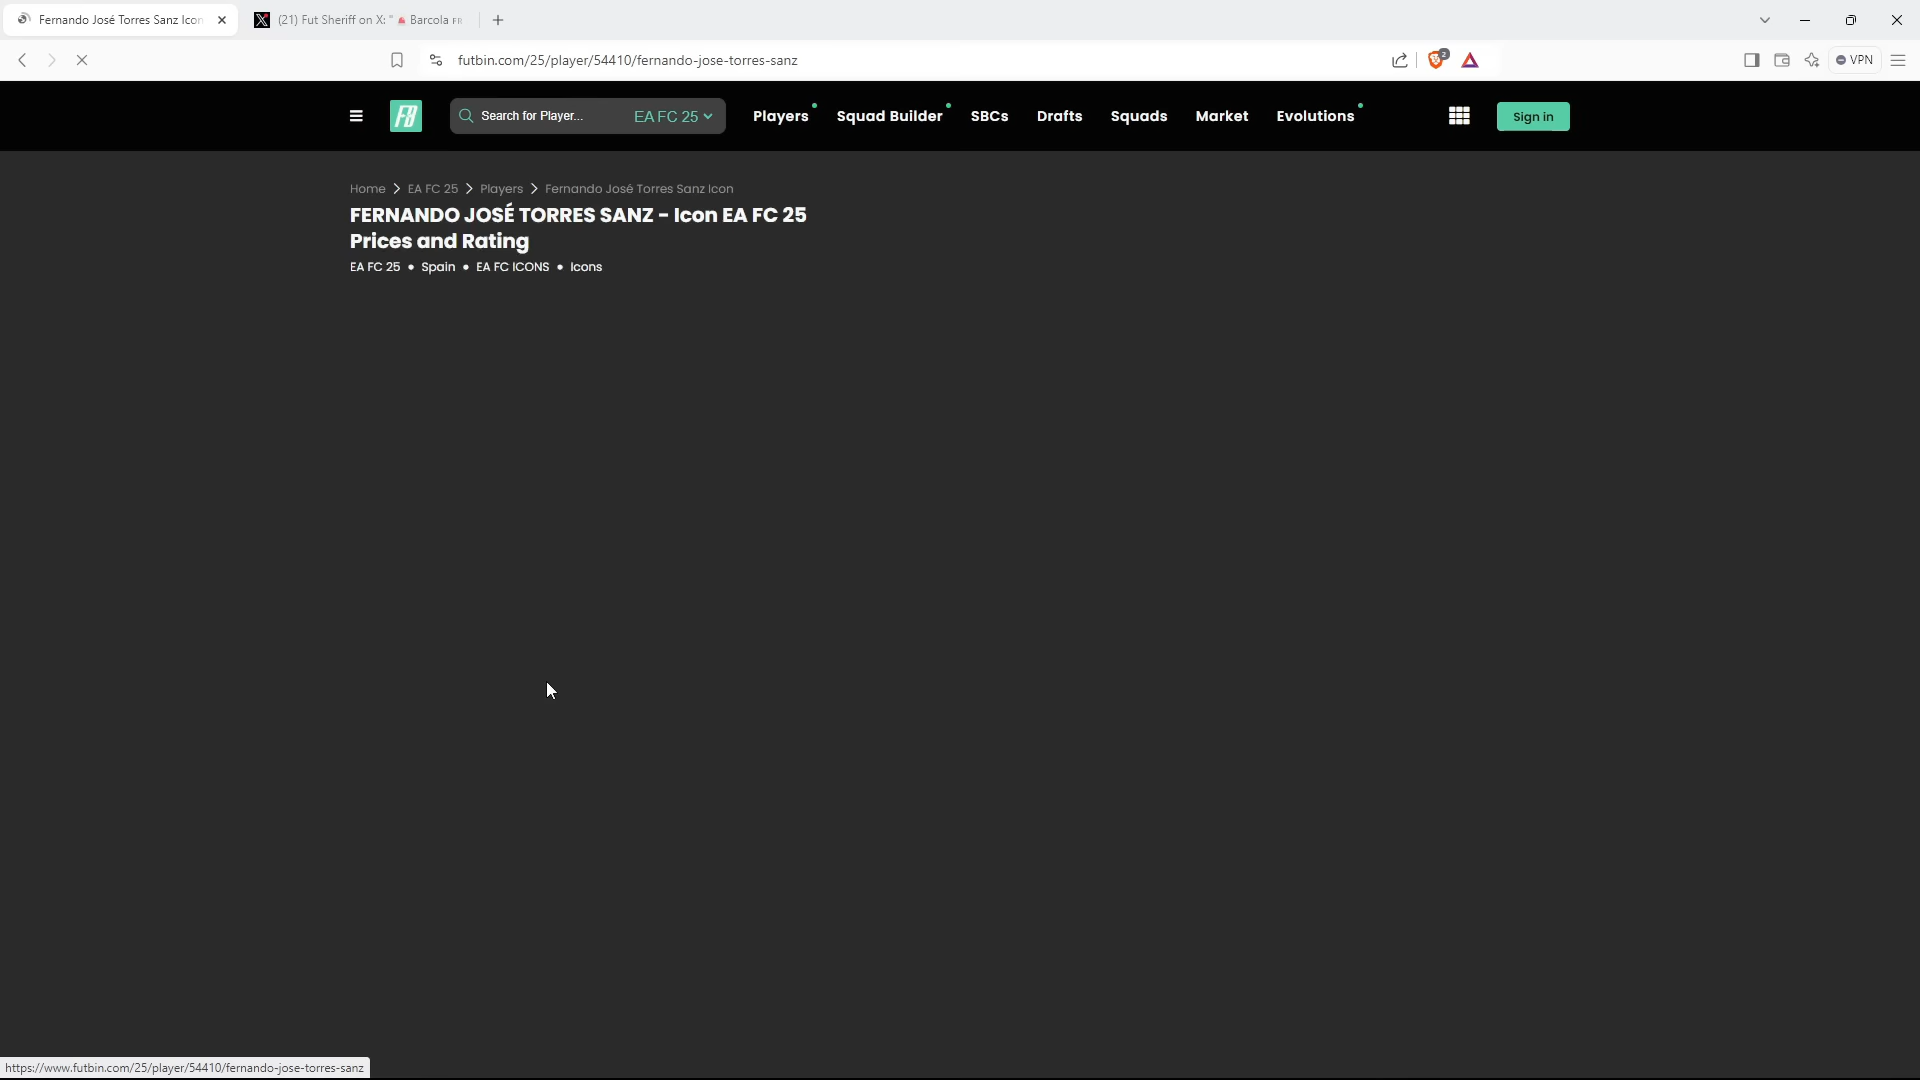 Fernando José Torres Sanz Icon
(21) Fut Sheriff on X: "🚨 Barcola FR
futbin.com/25/player/54410/fernando-jose-torres-sanz
2
VPN
FB
Search for Player...
EA FC 25
Players
Squad Builder
SBCs
Drafts
Squads
Market
Evolutions
Sign in
Home > EA FC 25 > Players > Fernando José Torres Sanz Icon
FERNANDO JOSÉ TORRES SANZ - Icon EA FC 25
Prices and Rating
EA FC 25 • Spain • EA FC ICONS • Icons
https://www.futbin.com/25/player/54410/fernando-jose-torres-sanz